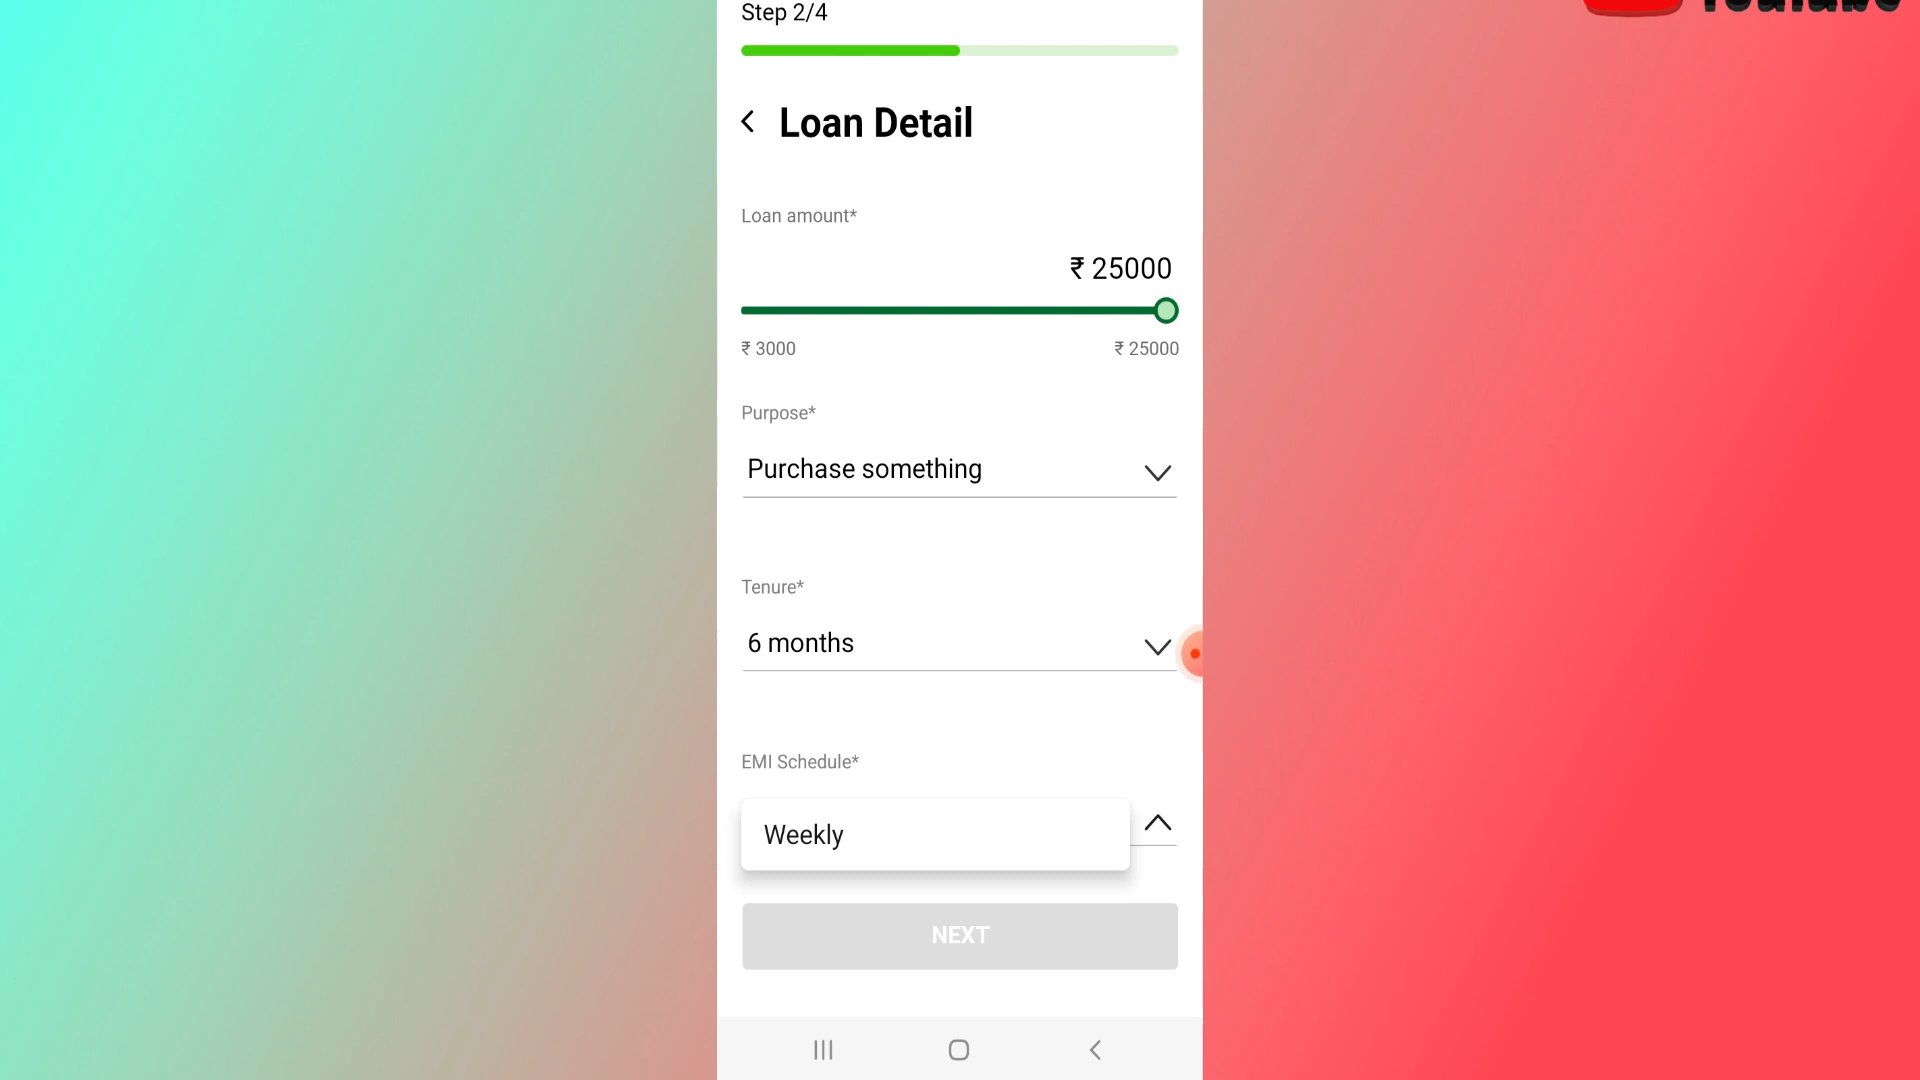 Step 2/4
YouTube
Loan Detail
Loan amount*
₹ 25000
₹ 3000
₹ 25000
Purpose*
Purchase something
Tenure*
6 months
EMI Schedule*
Weekly
NEXT